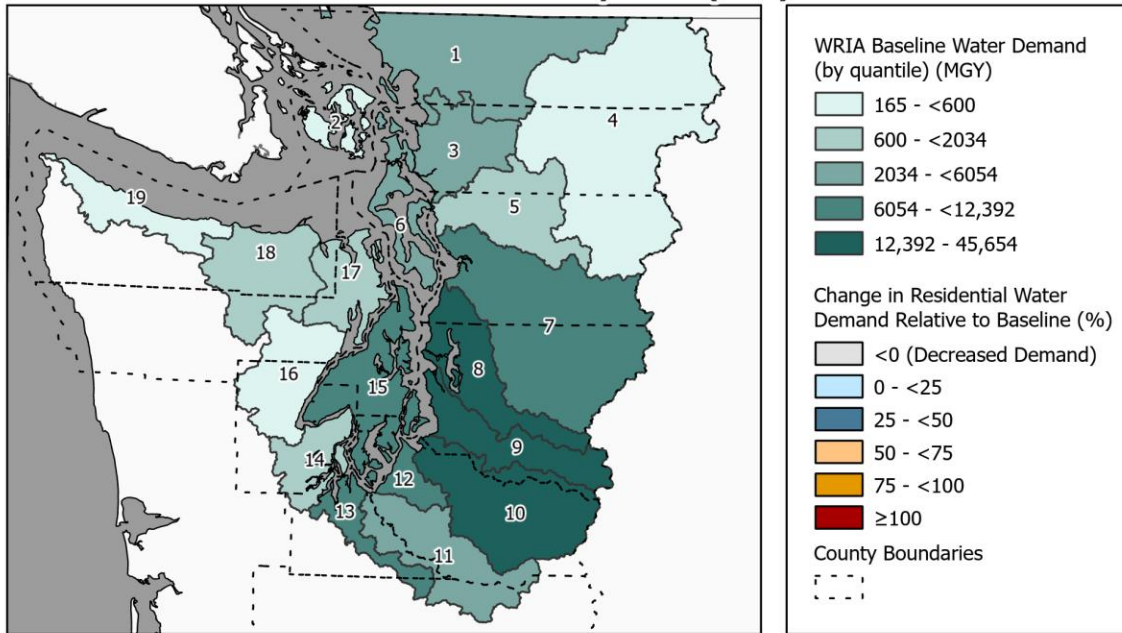 1
2
3
4
5
6
7
8
9
10
11
12
13
14
15
16
17
18
19
WRIA Baseline Water Demand
(by quantile) (MGY)
165 - <600
600 - <2034
2034 - <6054
6054 - <12,392
12,392 - 45,654
Change in Residential Water
Demand Relative to Baseline (%)
<0 (Decreased Demand)
0 - <25
25 - <50
50 - <75
75 - <100
≥100
County Boundaries